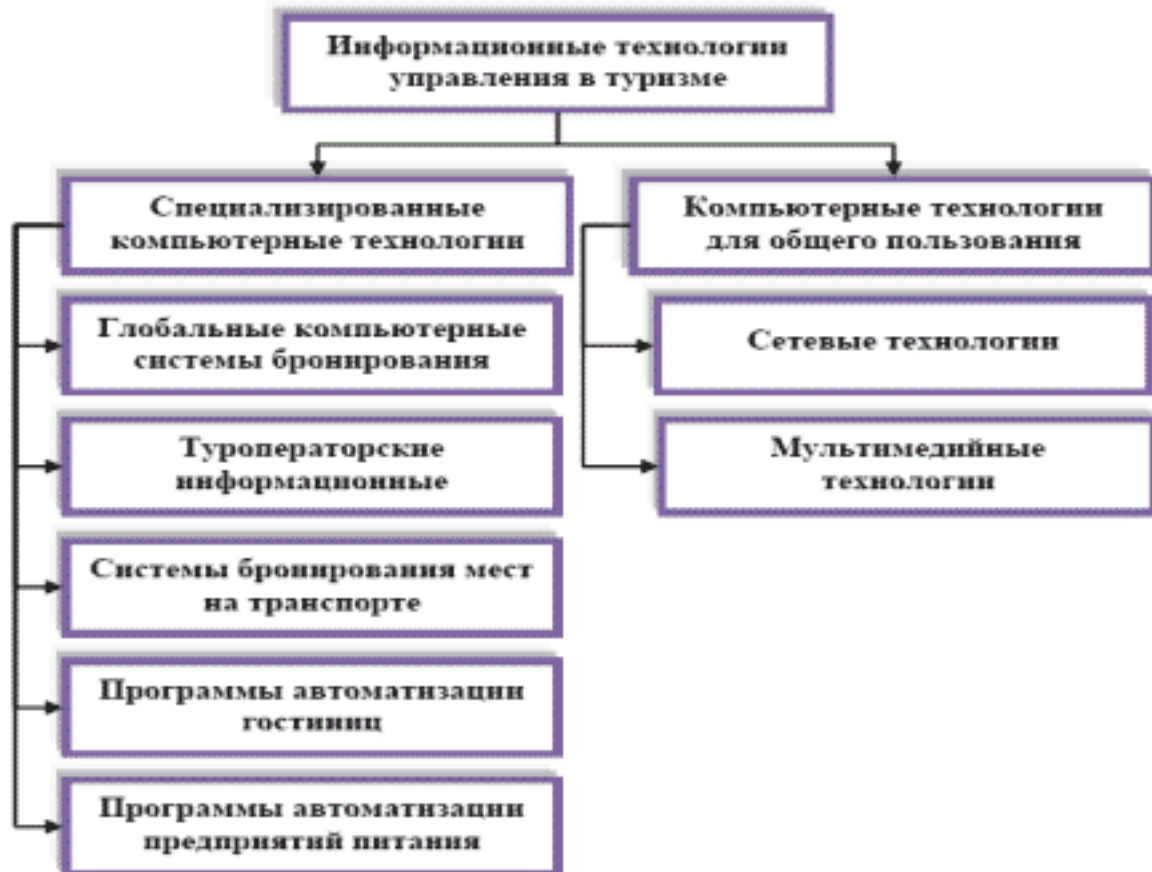 Информационные технологии
управления в туризме
Специализированные
компьютерные технологии
Глобальные компьютерные
системы бронирования
Туроператорские
информационные
Системы бронирования мест
на транспорте
Программы автоматизации
гостиниц
Программы автоматизации
предприятий питания
Компьютерные технологии
для общего пользования
Сетевые технологии
Мультимедийные
технологии